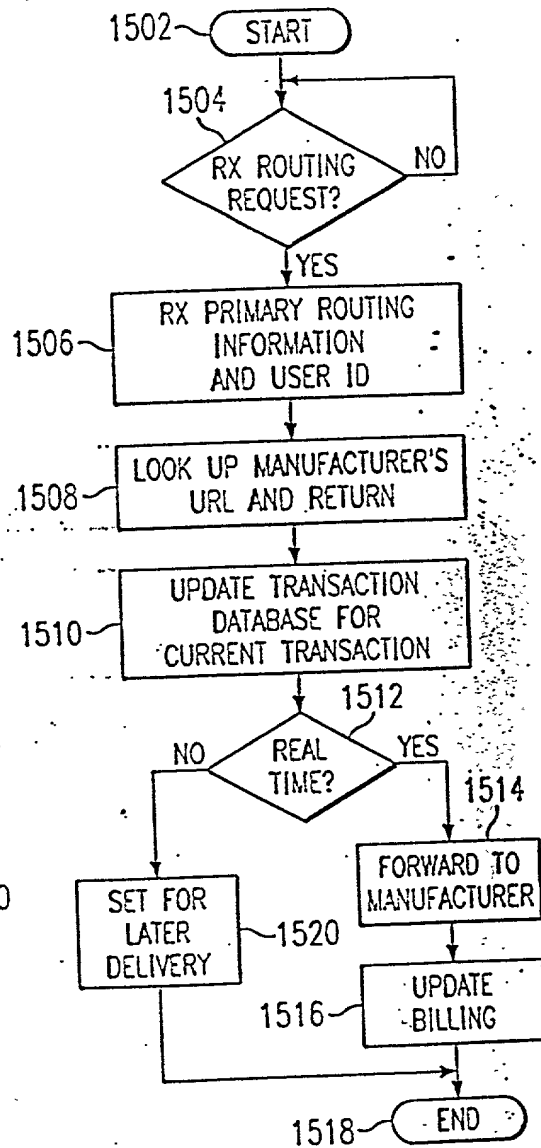 1502
START
1504
RX ROUTING
REQUEST?
NO
YES
1506
RX PRIMARY ROUTING
INFORMATION
AND USER ID
1508
LOOK UP MANUFACTURER'S
URL AND RETURN
1510
UPDATE TRANSACTION
DATABASE FOR
CURRENT TRANSACTION
1512
NO
REAL
TIME?
YES
1514
FORWARD TO
MANUFACTURER
0
SET FOR
LATER
DELIVERY
1520
1516
UPDATE
BILLING
1518
END